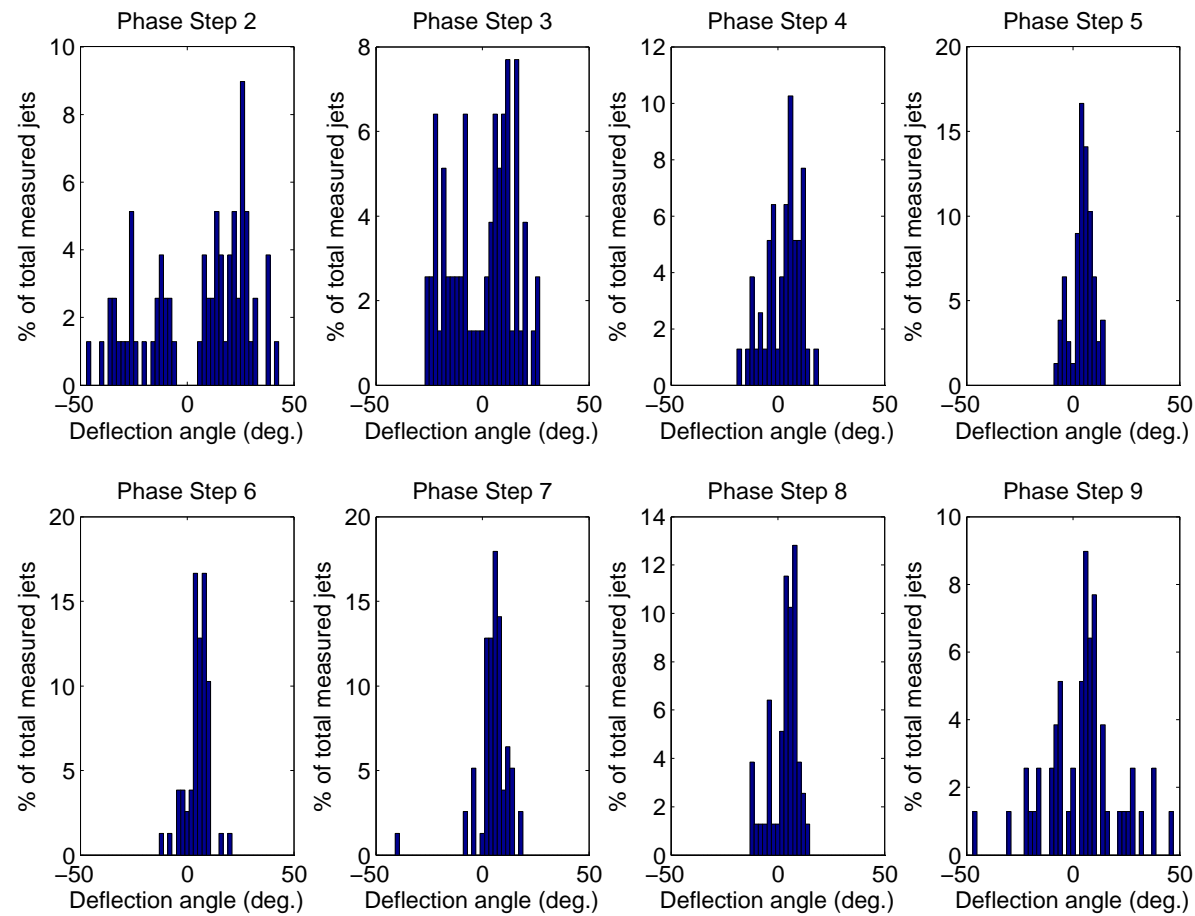 Phase Step 2
10
8
6
4
2
0
−50
0
50
% of total measured jets
Deflection angle (deg.)
Phase Step 3
8
6
4
2
0
−50
0
50
% of total measured jets
Deflection angle (deg.)
Phase Step 4
12
10
8
6
4
2
0
−50
0
50
% of total measured jets
Deflection angle (deg.)
Phase Step 5
20
15
10
5
0
−50
0
50
% of total measured jets
Deflection angle (deg.)
Phase Step 6
20
15
10
5
0
−50
0
50
% of total measured jets
Deflection angle (deg.)
Phase Step 7
20
15
10
5
0
−50
0
50
% of total measured jets
Deflection angle (deg.)
Phase Step 8
14
12
10
8
6
4
2
0
−50
0
50
% of total measured jets
Deflection angle (deg.)
Phase Step 9
10
8
6
4
2
0
−50
0
50
% of total measured jets
Deflection angle (deg.)